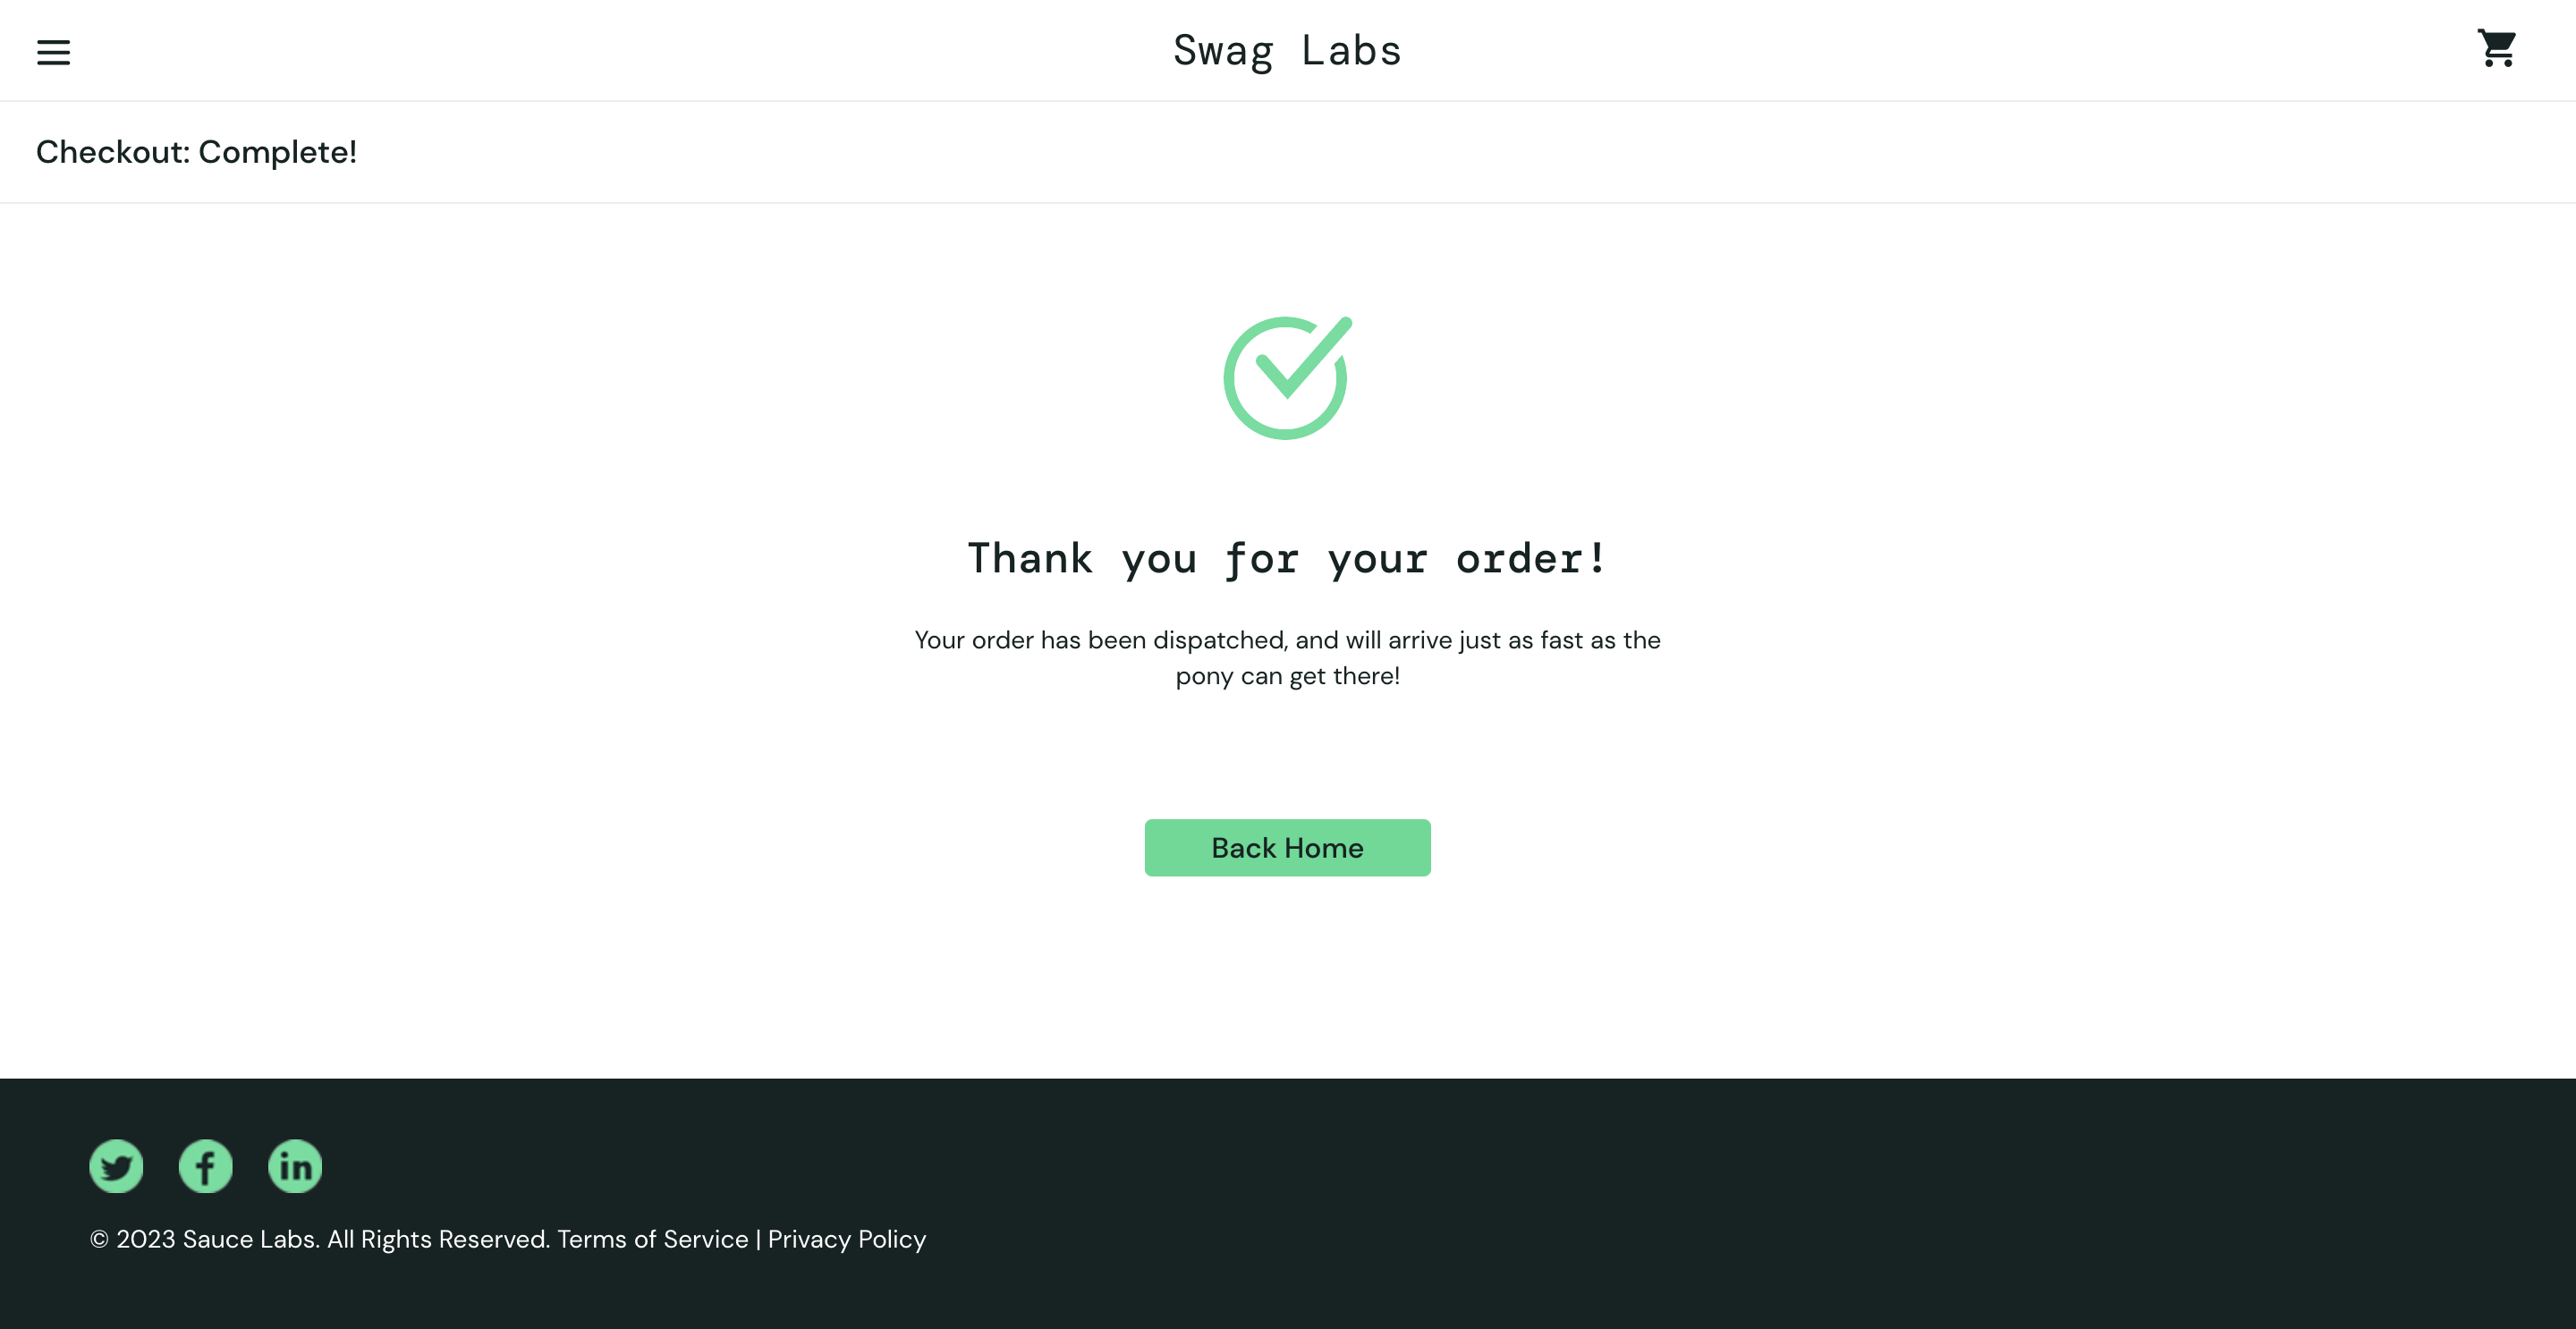 Swag Labs
Checkout: Complete!
Thank you for your order!
Your order has been dispatched, and will arrive just as fast as the
pony can get there!
Back Home
f
in
© 2023 Sauce Labs. All Rights Reserved. Terms of Service | Privacy Policy